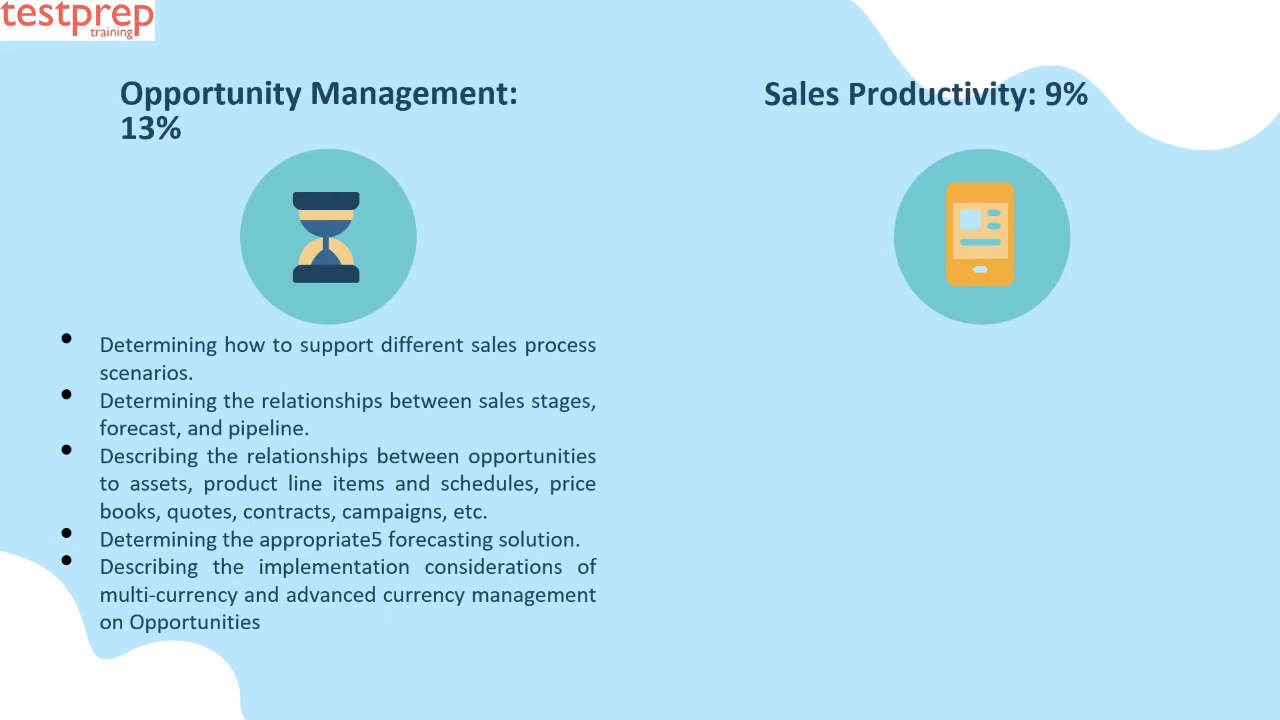 testprep
training
Opportunity Management:
13%
Sales Productivity: 9%
Determining how to support different sales process
scenarios.
Determining the relationships between sales stages,
forecast, and pipeline.
Describing the relationships between opportunities
to assets, product line items and schedules, price
books, quotes, contracts, campaigns, etc.
Determining the appropriate5 forecasting solution.
Describing the implementation considerations of
multi-currency and advanced currency management
on Opportunities